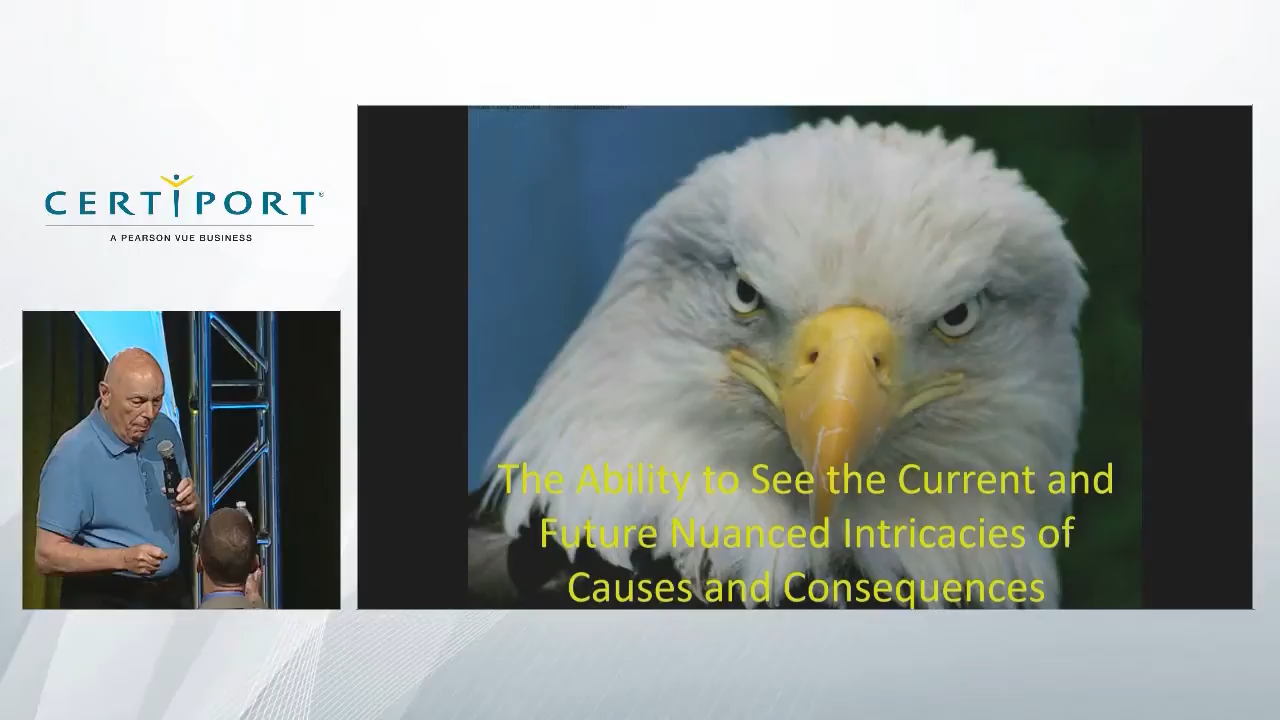 CERTIPORT®
A PEARSON VUE BUSINESS
The Ability to See the Current and
Future Nuanced Intricacies of
Causes and Consequences